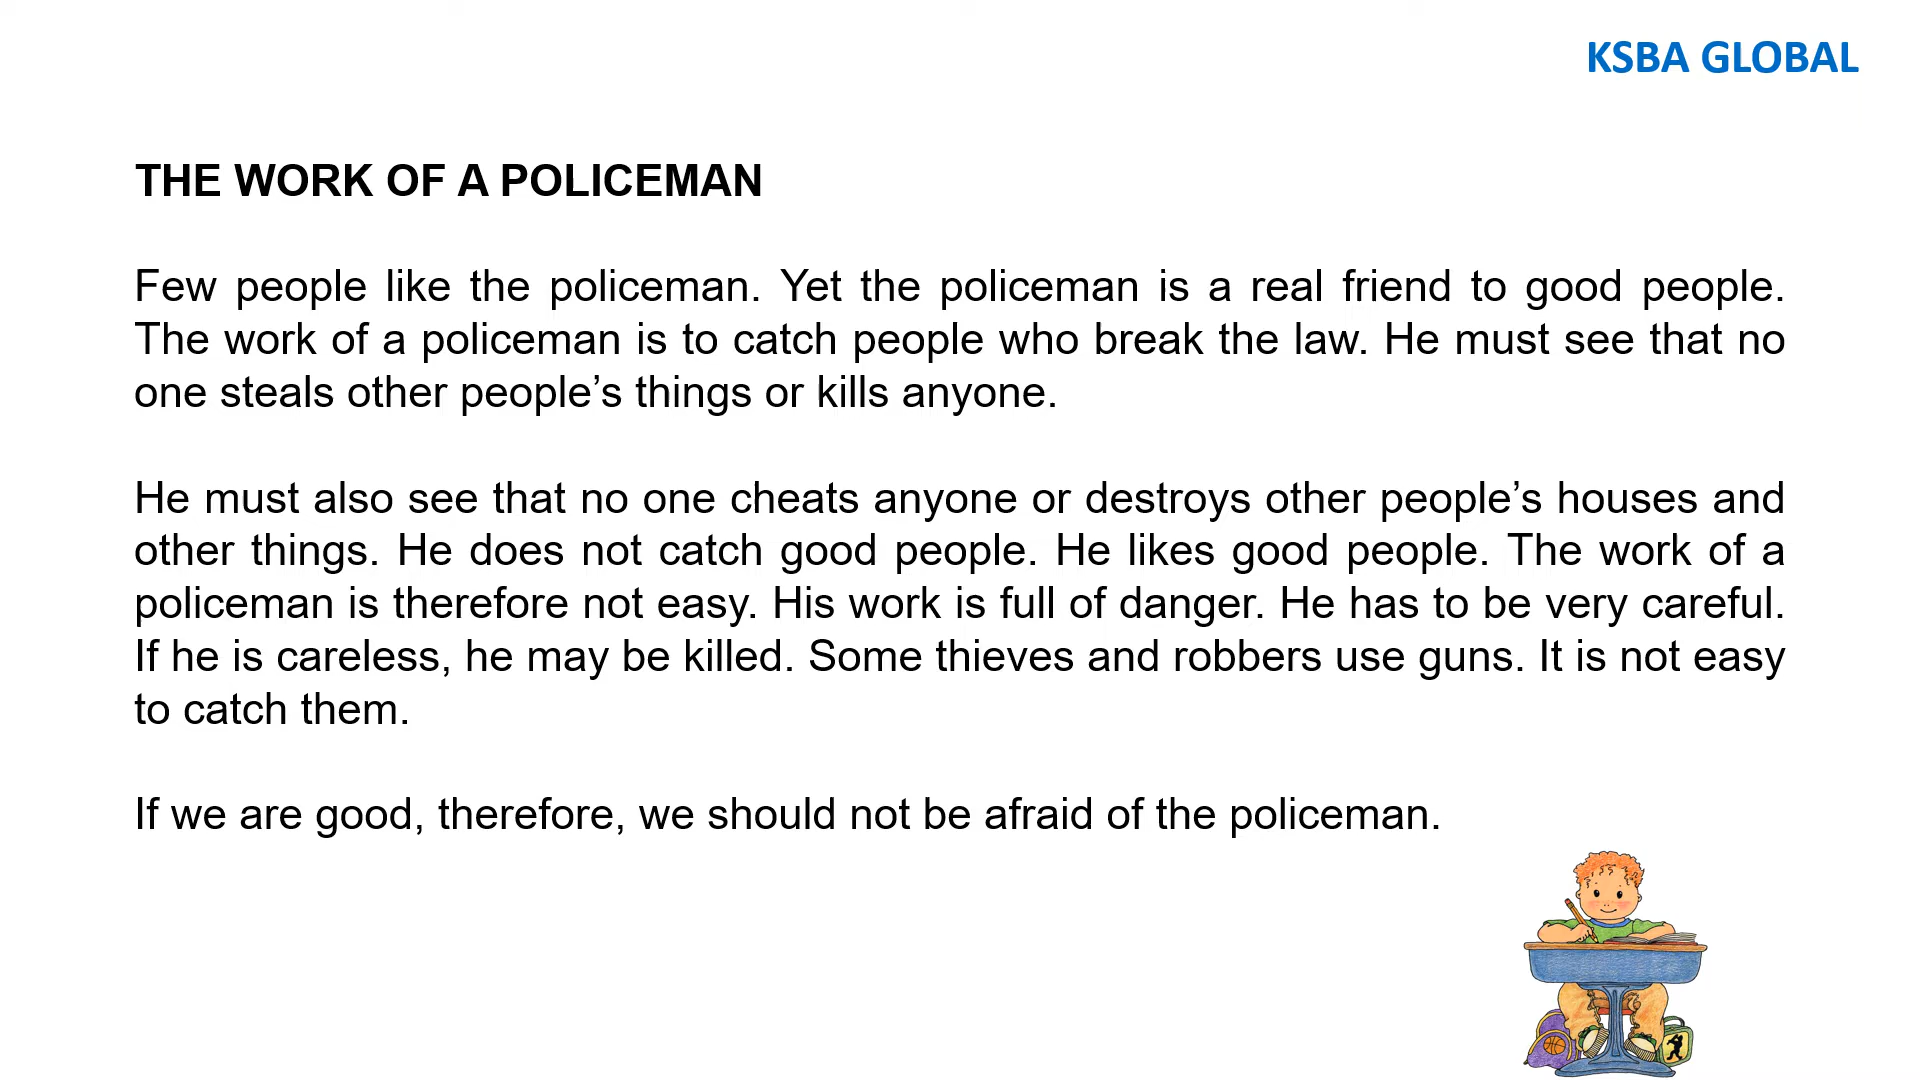 KSBA GLOBAL
THE WORK OF A POLICEMAN
Few people like the policeman. Yet the policeman is a real friend to good people.
The work of a policeman is to catch people who break the law. He must see that no
one steals other people’s things or kills anyone.
He must also see that no one cheats anyone or destroys other people’s houses and
other things. He does not catch good people. He likes good people. The work of a
policeman is therefore not easy. His work is full of danger. He has to be very careful.
If he is careless, he may be killed. Some thieves and robbers use guns. It is not easy
to catch them.
If we are good, therefore, we should not be afraid of the policeman.